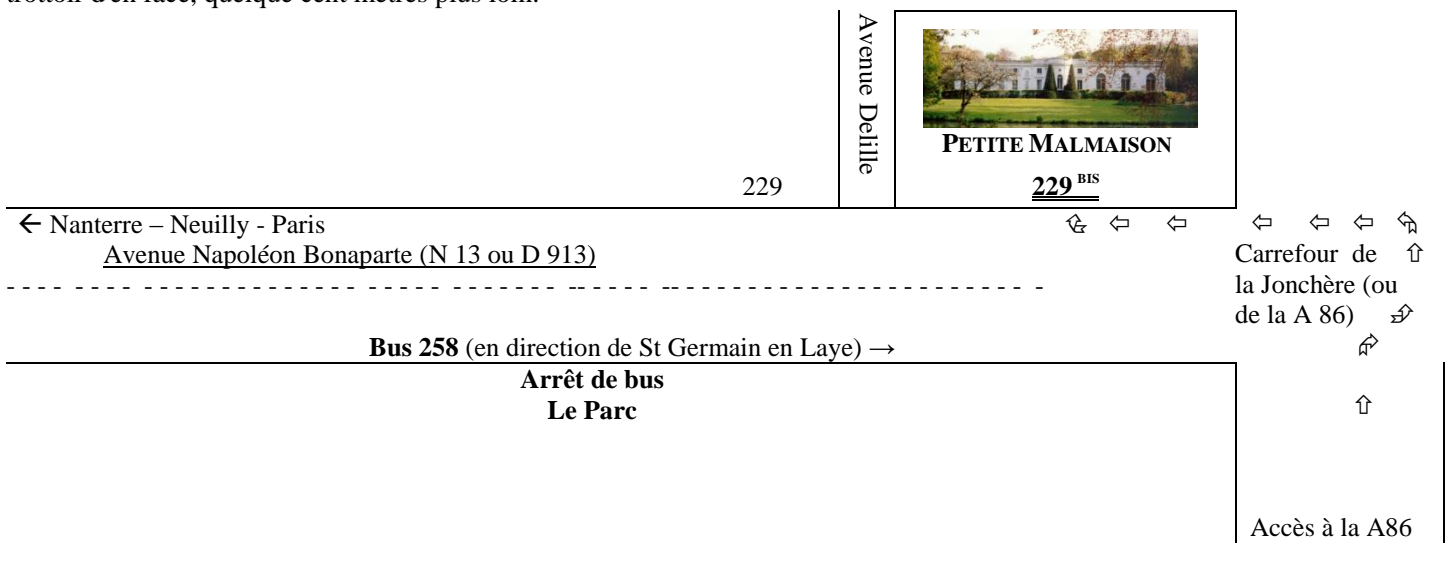 trottoir d'en face, quelque cent mètres plus loin.
Avenue Delille
PETITE MALMAISON
229
229 BIS
← Nanterre – Neuilly - Paris
Avenue Napoléon Bonaparte (N 13 ou D 913)
Carrefour de
la Jonchère (ou
de la A 86)
Bus 258 (en direction de St Germain en Laye) →
Arrêt de bus
Le Parc
Accès à la A86